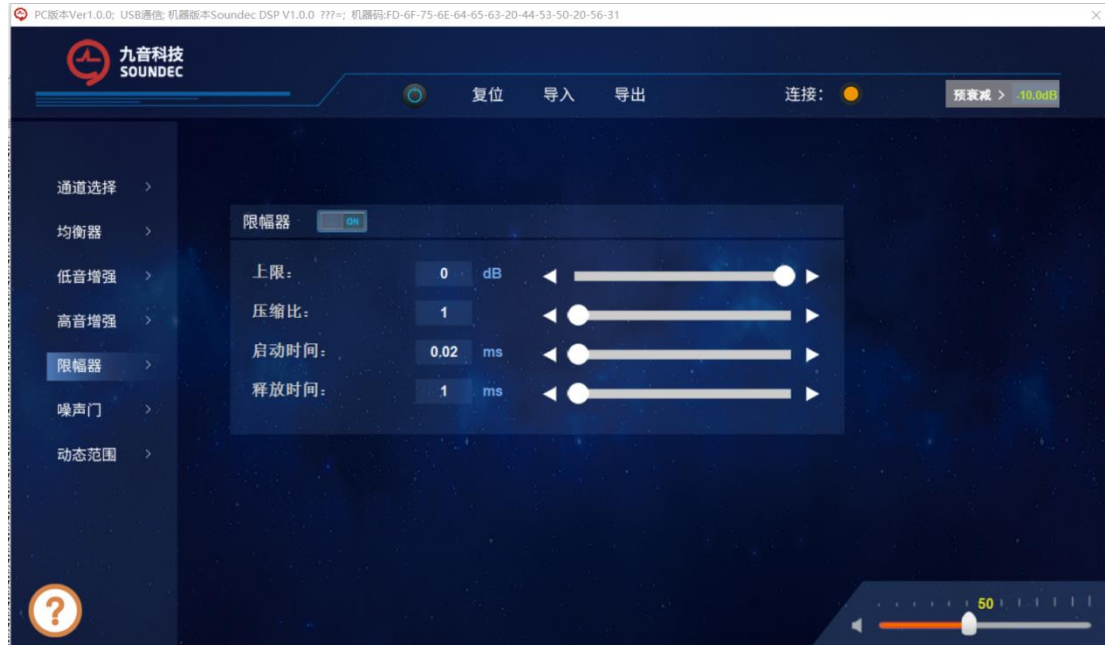 PC版本Ver1.0.0; USB通信; 机器版本Soundec DSP V1.0.0 ???=; 机器码:FD-6F-75-6E-64-65-63-20-44-53-50-20-56-31
九音科技
SOUNDEC
复位 导入 导出 连接: 预衰减 > -10.0dB
通道选择 >
均衡器 >
低音增强 >
高音增强 >
限幅器 >
噪声门 >
动态范围 >
限幅器 ON
上限: 0 dB
压缩比: 1
启动时间: 0.02 ms
释放时间: 1 ms
?
50